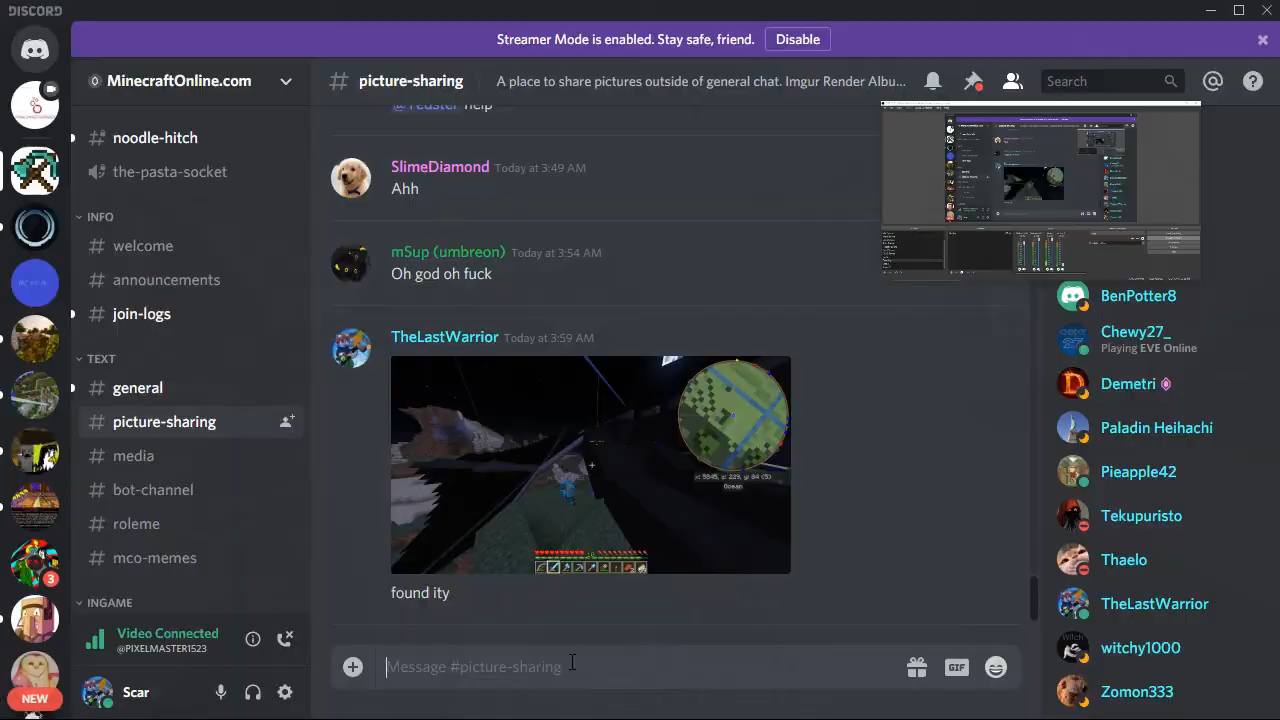 DISCORD
Streamer Mode is enabled. Stay safe, friend.
Disable
MinecraftOnline.com
picture-sharing
A place to share pictures outside of general chat. Imgur Render Albu...
Search
noodle-hitch
the-pasta-socket
INFO
welcome
announcements
join-logs
TEXT
general
picture-sharing
media
bot-channel
roleme
mco-memes
INGAME
3
NEW
Video Connected
@PIXELMASTER1523
Scar
help
SlimeDiamond Today at 3:49 AM
Ahh
mSup (umbreon) Today at 3:54 AM
Oh god oh fuck
TheLastWarrior Today at 3:59 AM
x: 5845, z: 229, y: 84 (S)
Ocean
found ity
Message #picture-sharing
GIF
BenPotter8
Chewy27_
Playing EVE Online
Demetri
Paladin Heihachi
Pieapple42
Tekupuristo
Thaelo
TheLastWarrior
witchy1000
Zomon333